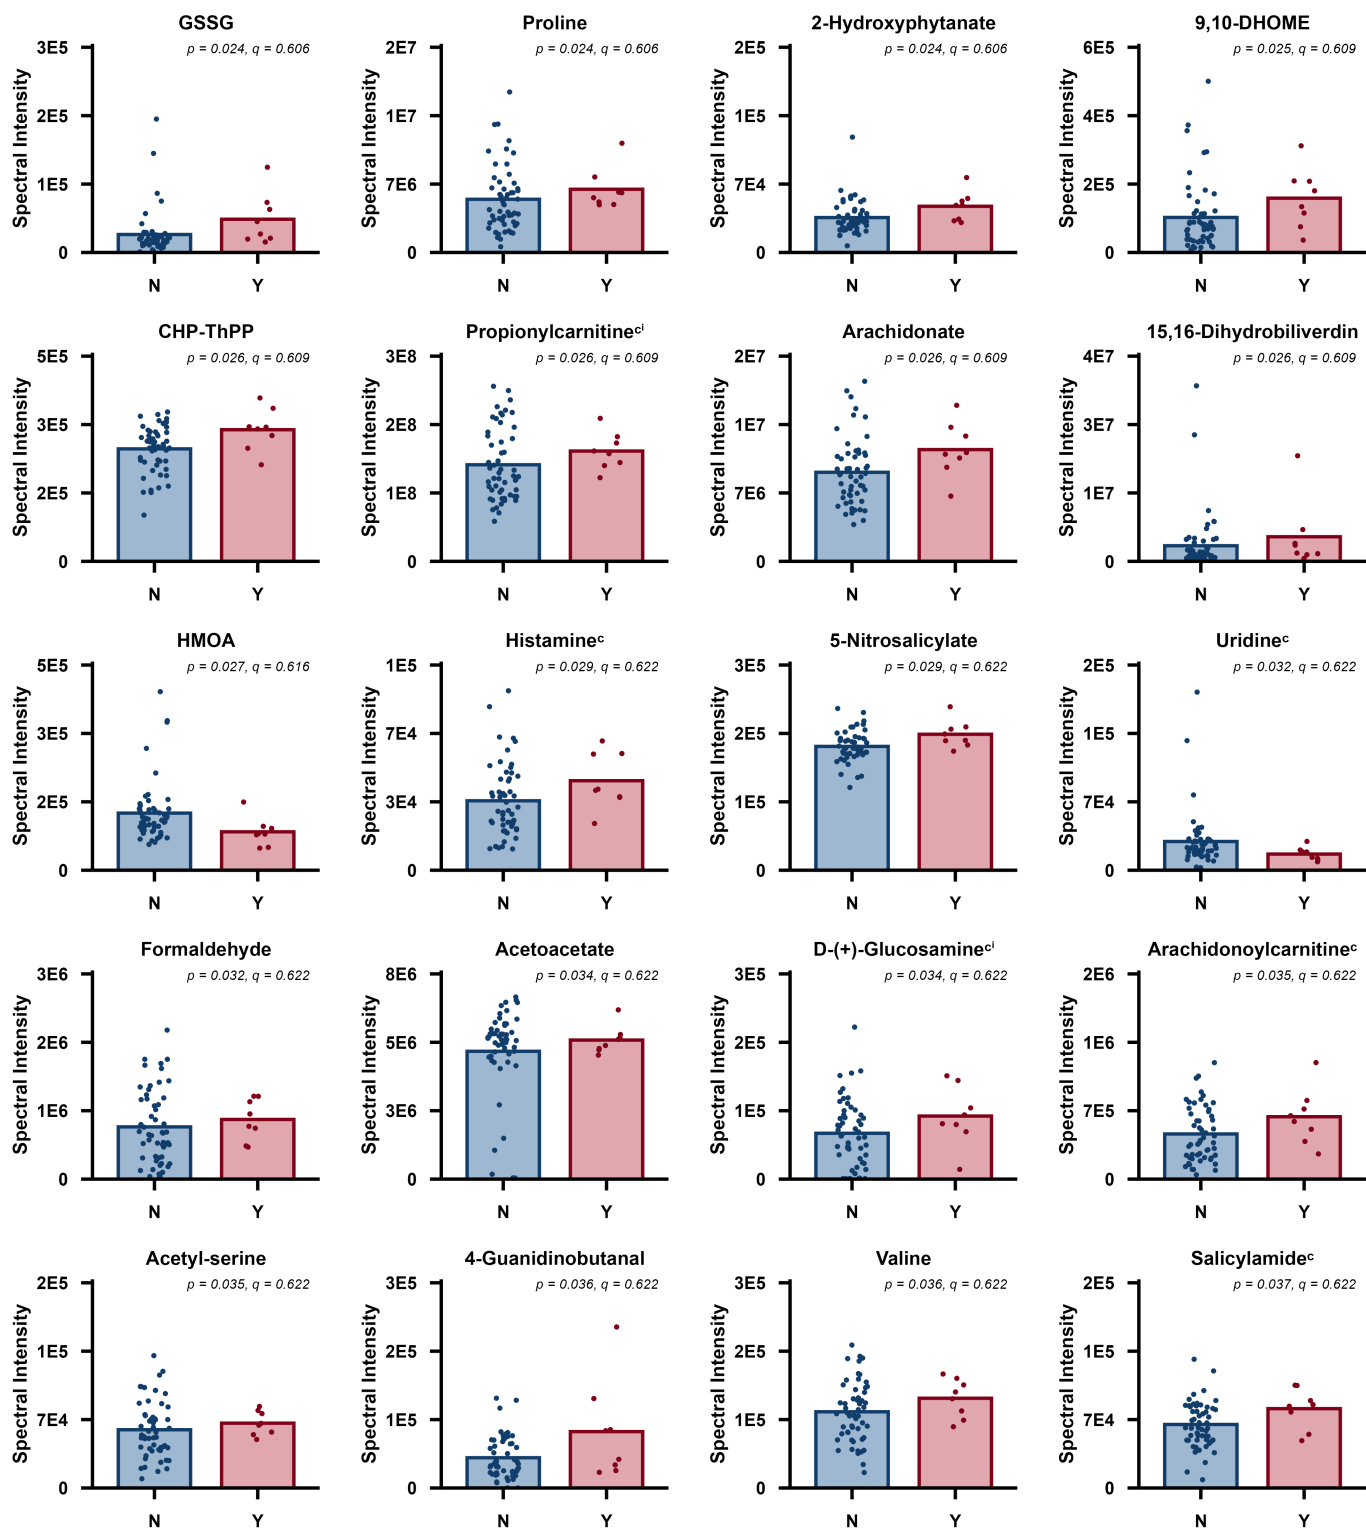 GSSG
p = 0.024, q = 0.606
Spectral Intensity
3E5
2E5
1E5
0
N Y
Proline
p = 0.024, q = 0.606
Spectral Intensity
2E7
1E7
7E6
0
N Y
2-Hydroxyphytanate
p = 0.024, q = 0.606
Spectral Intensity
2E5
1E5
7E4
0
N Y
9,10-DHOME
p = 0.025, q = 0.609
Spectral Intensity
6E5
4E5
2E5
0
N Y
CHP-ThPP
p = 0.026, q = 0.609
Spectral Intensity
5E5
3E5
2E5
0
N Y
Propionylcarnitineᶜⁱ
p = 0.026, q = 0.609
Spectral Intensity
3E8
2E8
1E8
0
N Y
Arachidonate
p = 0.026, q = 0.609
Spectral Intensity
2E7
1E7
7E6
0
N Y
15,16-Dihydrobiliverdin
p = 0.026, q = 0.609
Spectral Intensity
4E7
3E7
1E7
0
N Y
HMOA
p = 0.027, q = 0.616
Spectral Intensity
5E5
3E5
2E5
0
N Y
Histamineᶜ
p = 0.029, q = 0.622
Spectral Intensity
1E5
7E4
3E4
0
N Y
5-Nitrosalicylate
p = 0.029, q = 0.622
Spectral Intensity
3E5
2E5
1E5
0
N Y
Uridineᶜ
p = 0.032, q = 0.622
Spectral Intensity
2E5
1E5
7E4
0
N Y
Formaldehyde
p = 0.032, q = 0.622
Spectral Intensity
3E6
2E6
1E6
0
N Y
Acetoacetate
p = 0.034, q = 0.622
Spectral Intensity
8E6
5E6
3E6
0
N Y
D-(+)-Glucosamineᶜⁱ
p = 0.034, q = 0.622
Spectral Intensity
3E5
2E5
1E5
0
N Y
Arachidonoylcarnitineᶜ
p = 0.035, q = 0.622
Spectral Intensity
2E6
1E6
7E5
0
N Y
Acetyl-serine
p = 0.035, q = 0.622
Spectral Intensity
2E5
1E5
7E4
0
N Y
4-Guanidinobutanal
p = 0.036, q = 0.622
Spectral Intensity
3E5
2E5
1E5
0
N Y
Valine
p = 0.036, q = 0.622
Spectral Intensity
3E5
2E5
1E5
0
N Y
Salicylamideᶜ
p = 0.037, q = 0.622
Spectral Intensity
2E5
1E5
7E4
0
N Y